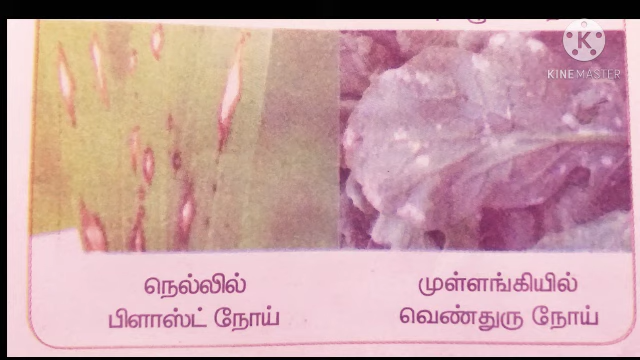 KINEMASTER
நெல்லில்
பிளாஸ்ட் நோய்
முள்ளங்கியில்
வெண்துரு நோய்